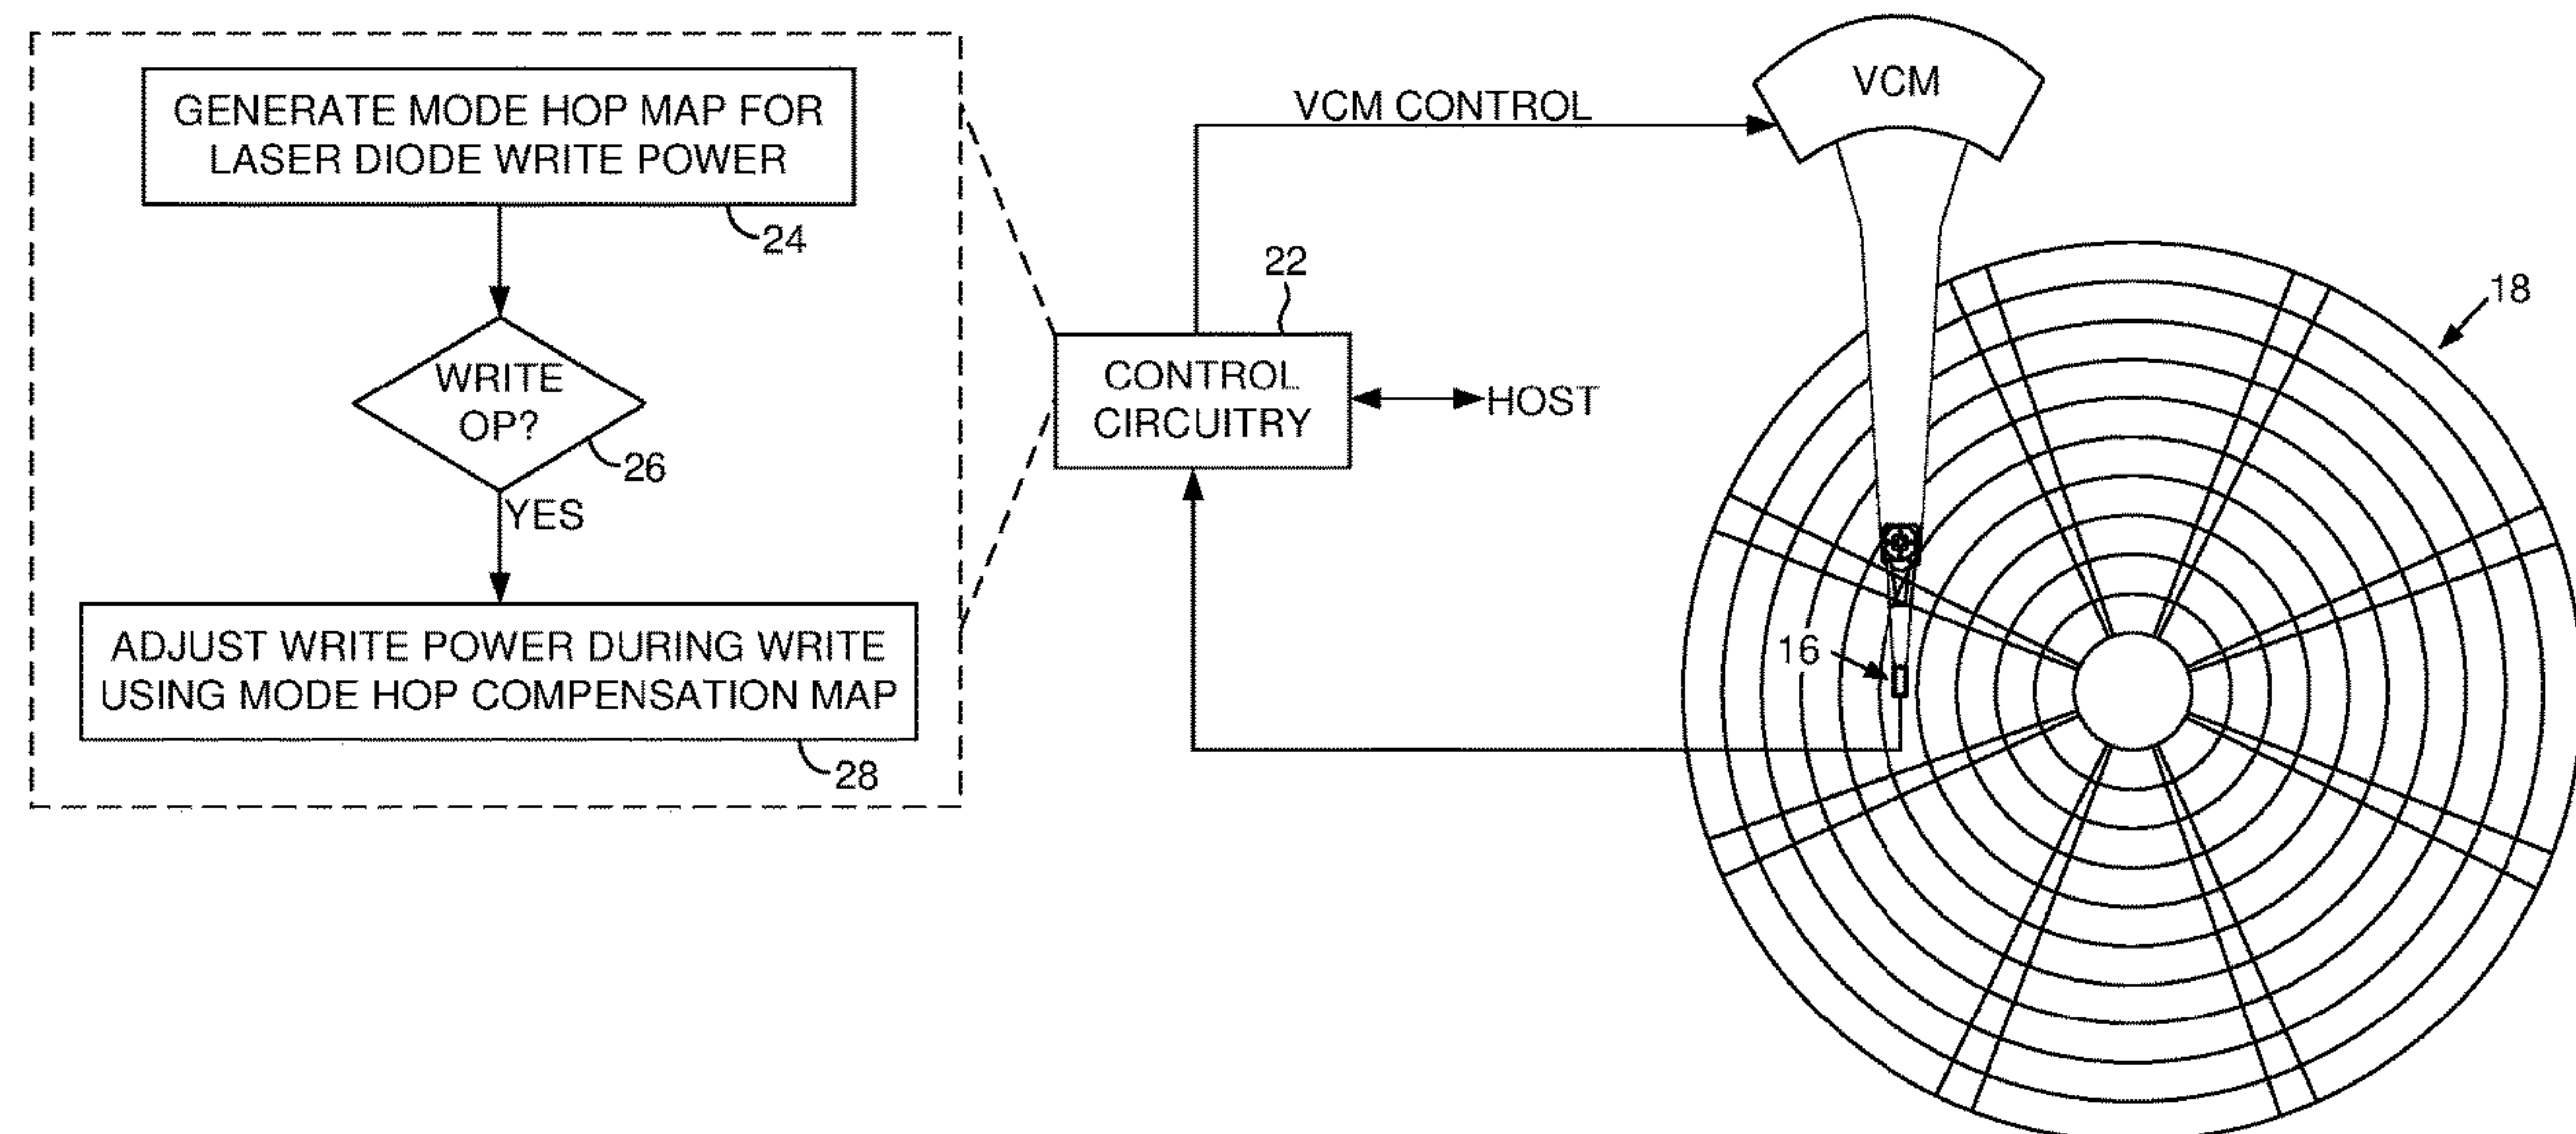 GENERATE MODE HOP MAP FOR
LASER DIODE WRITE POWER
24
WRITE
OP?
26
YES
ADJUST WRITE POWER DURING WRITE
USING MODE HOP COMPENSATION MAP
28
VCM CONTROL
VCM
22
CONTROL
CIRCUITRY
HOST
18
16